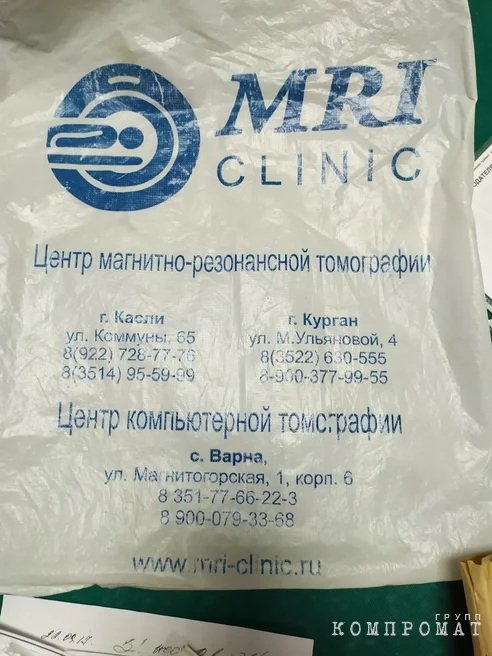 MRI
CLINIC
Центр магнитно-резонансной томографии
г. Касли
ул. Коммуны, 65
8(922) 728-77-76
8(3514) 95-59-99
г. Курган
ул. М.Ульяновой, 4
8(3522) 630-555
8-900-377-99-55
Центр компьютерной томографии
с. Варна,
ул. Магнитогорская, 1, корп. 6
8 351-77-66-22-3
8 900-079-33-68
www.mri-clinic.ru
ГРУПП
КОМПРОМАТ